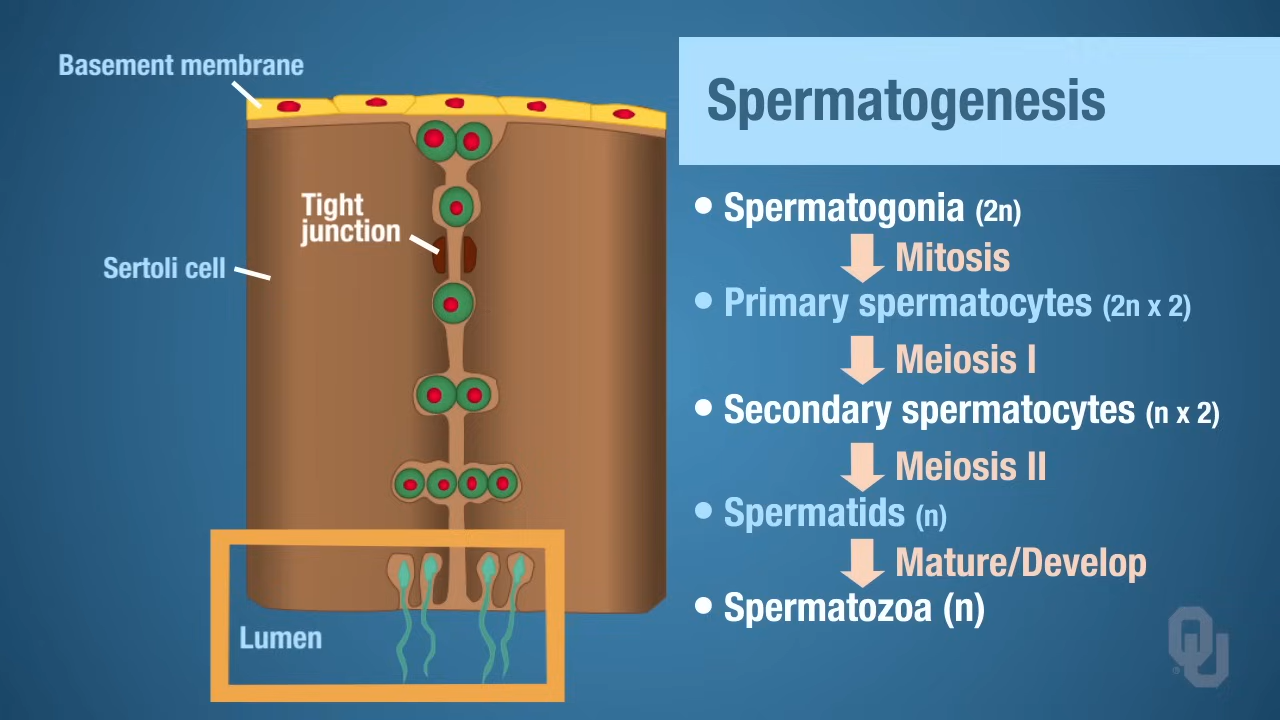 Basement membrane
Tight
junction
Sertoli cell
Lumen
Spermatogenesis
• Spermatogonia (2n)
Mitosis
• Primary spermatocytes (2n x 2)
Meiosis I
• Secondary spermatocytes (n x 2)
Meiosis II
• Spermatids (n)
Mature/Develop
• Spermatozoa (n)
OU
®